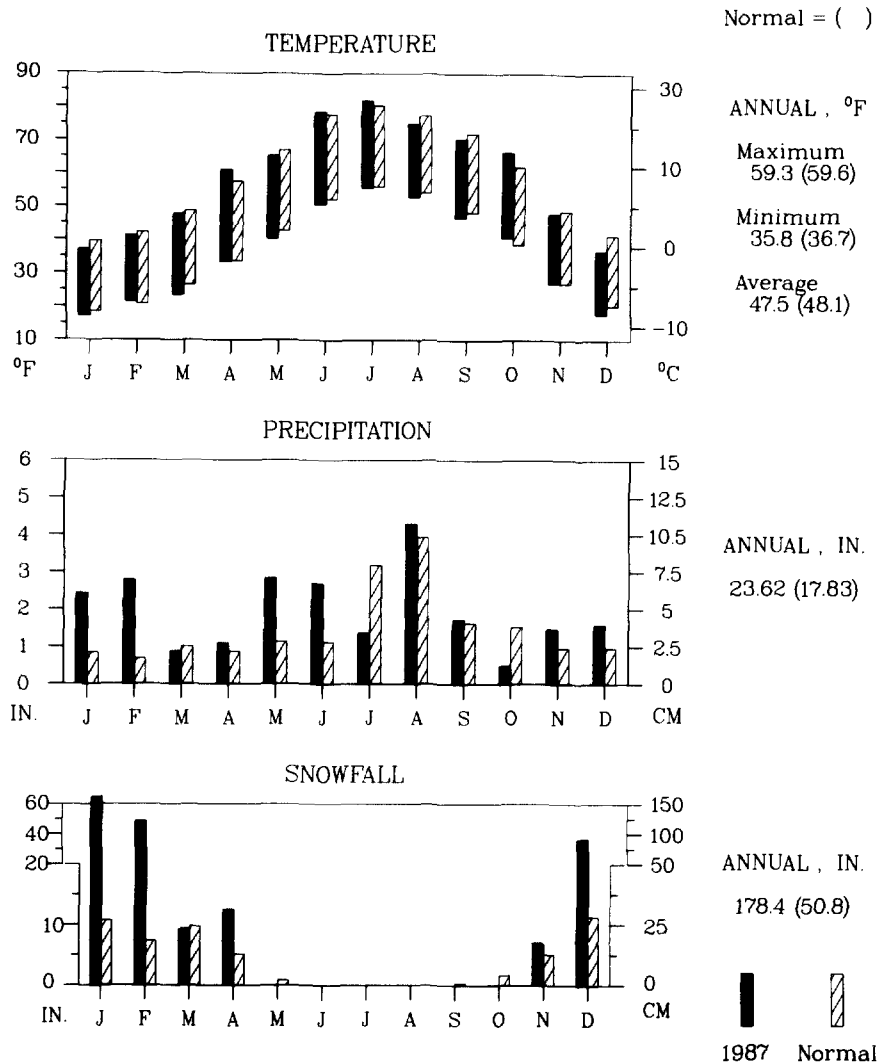 Normal = ( )
TEMPERATURE
90
70
50
30
10
30
10
0
-10
°F
J F M A M J J A S O N D
°C
ANNUAL , °F
Maximum
59.3 (59.6)
Minimum
35.8 (36.7)
Average
47.5 (48.1)
PRECIPITATION
6
5
4
3
2
1
0
15
12.5
10.5
7.5
5
2.5
0
IN.
J F M A M J J A S O N D
CM
ANNUAL , IN.
23.62 (17.83)
SNOWFALL
60
40
20
10
0
150
100
50
25
0
IN.
J F M A M J J A S O N D
CM
ANNUAL , IN.
178.4 (50.8)
1987 Normal